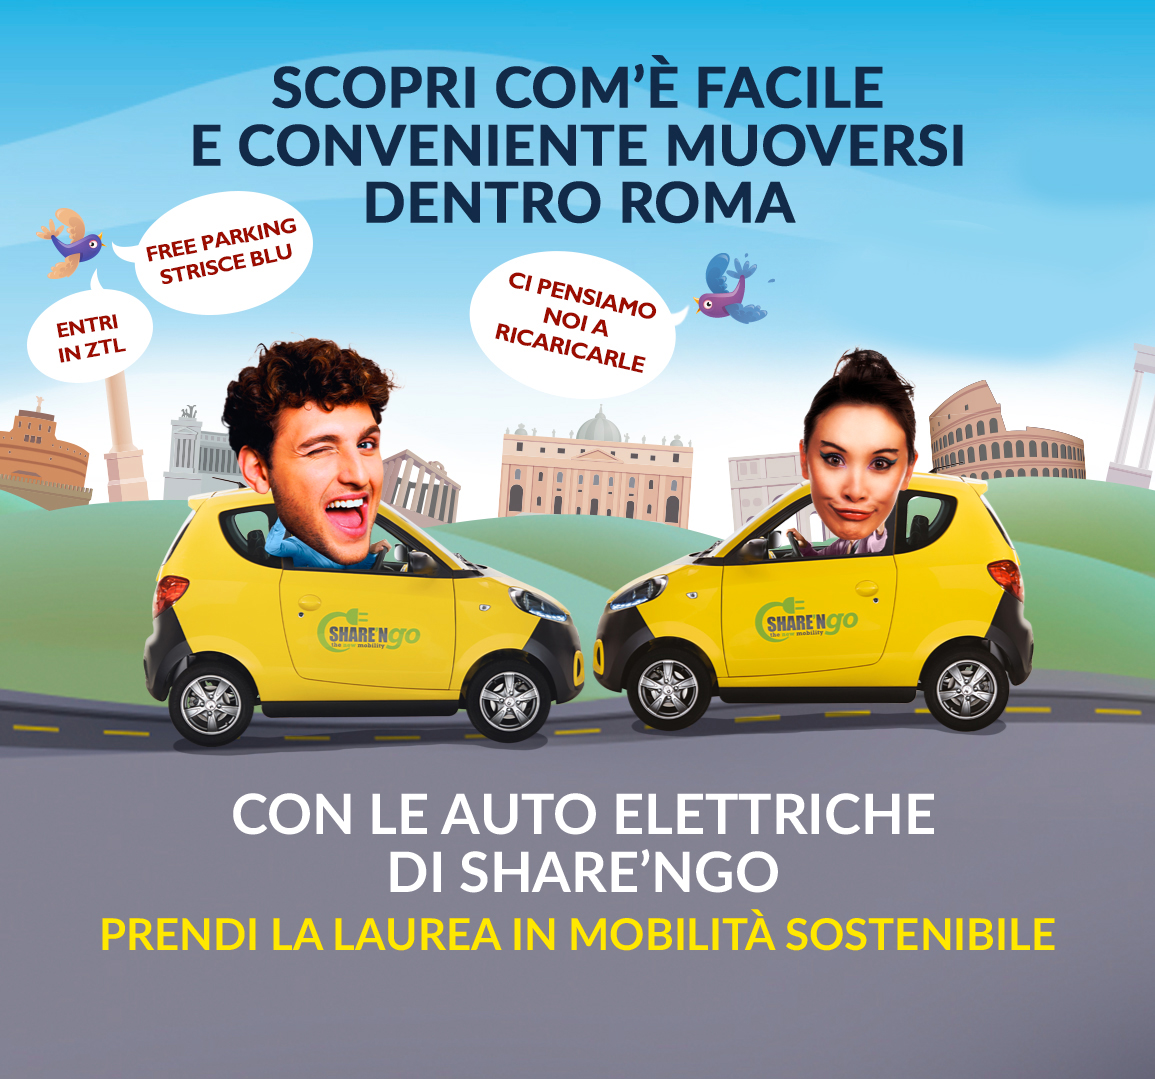 SCOPRI COM'È FACILE
E CONVENIENTE MUOVERSI
DENTRO ROMA
FREE PARKING
STRISCE BLU
ENTRI
IN ZTL
CI PENSIAMO
NOI A
RICARICARLE
SHARE'Ngo
the new mobility
SHARE'Ngo
the new mobility
CON LE AUTO ELETTRICHE
DI SHARE'NGO
PRENDI LA LAUREA IN MOBILITÀ SOSTENIBILE